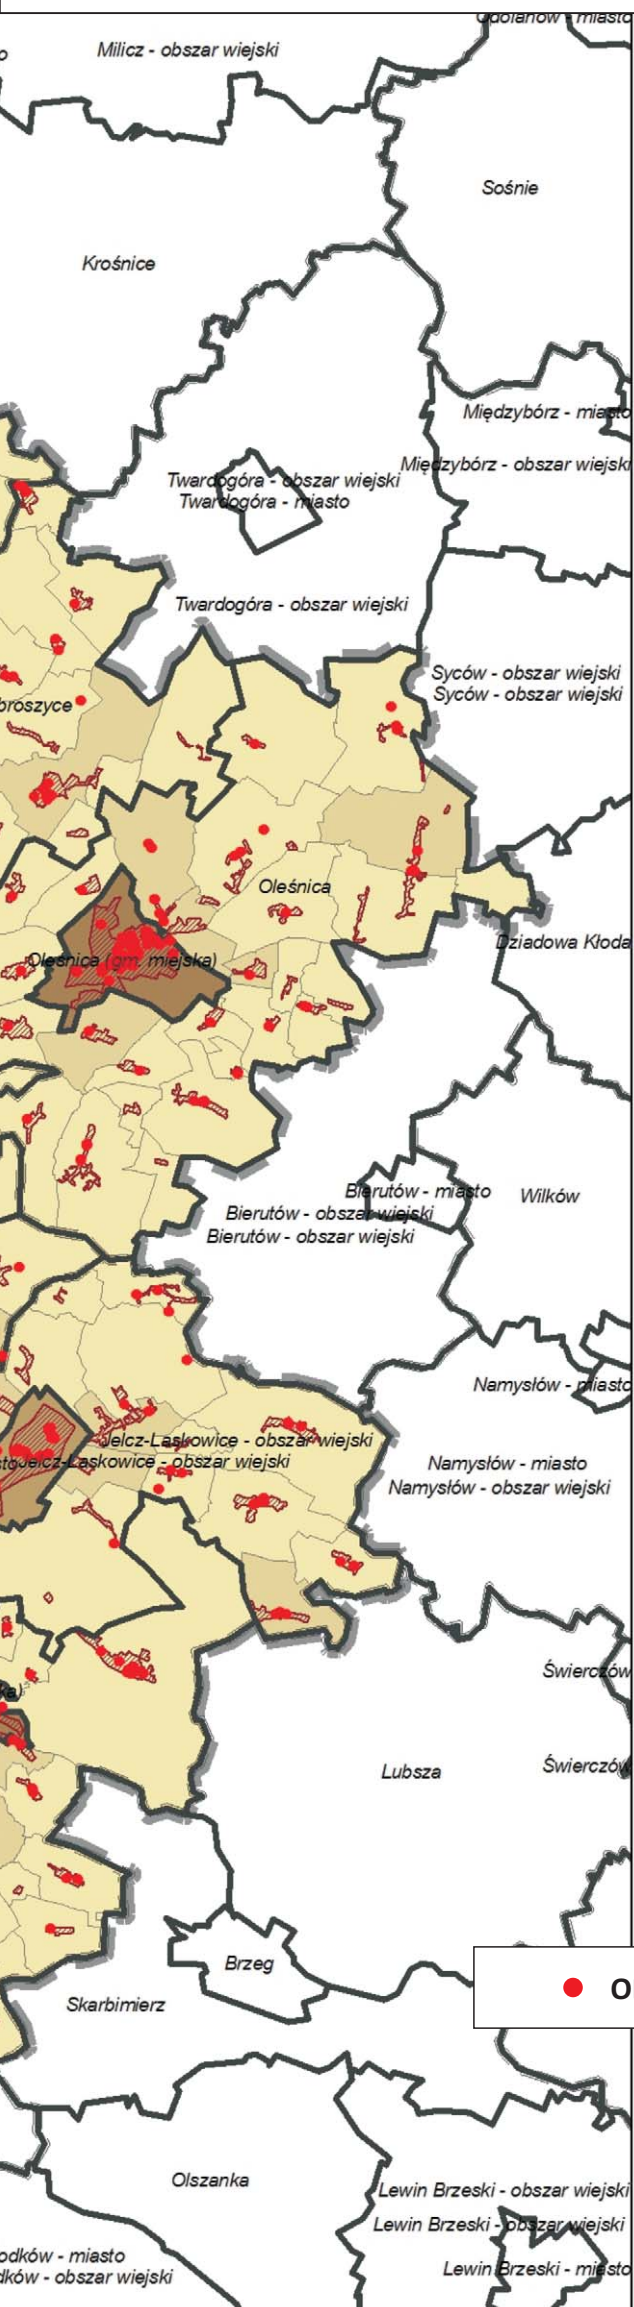 Odolanów - miasto
Milicz - obszar wiejski
Sośnie
Krośnice
Międzybórz - miasto
Międzybórz - obszar wiejski
Twardogóra - obszar wiejski
Twardogóra - miasto
Twardogóra - obszar wiejski
Syców - obszar wiejski
Syców - obszar wiejski
broszyce
Oleśnica
Dziadowa Kłoda
Oleśnica (gm. miejska)
Bierutów - miasto
Wilków
Bierutów - obszar wiejski
Bierutów - obszar wiejski
Namysłów - miasto
Jelcz-Laskowice - obszar wiejski
Jelcz-Laskowice - obszar wiejski
Namysłów - miasto
Namysłów - obszar wiejski
Świerczów
ka)
Świerczów
Lubsza
Brzeg
O
Skarbimierz
Olszanka
Lewin Brzeski - obszar wiejski
Lewin Brzeski - obszar wiejski
odków - miasto
Lewin Brzeski - miasto
dków - obszar wiejski